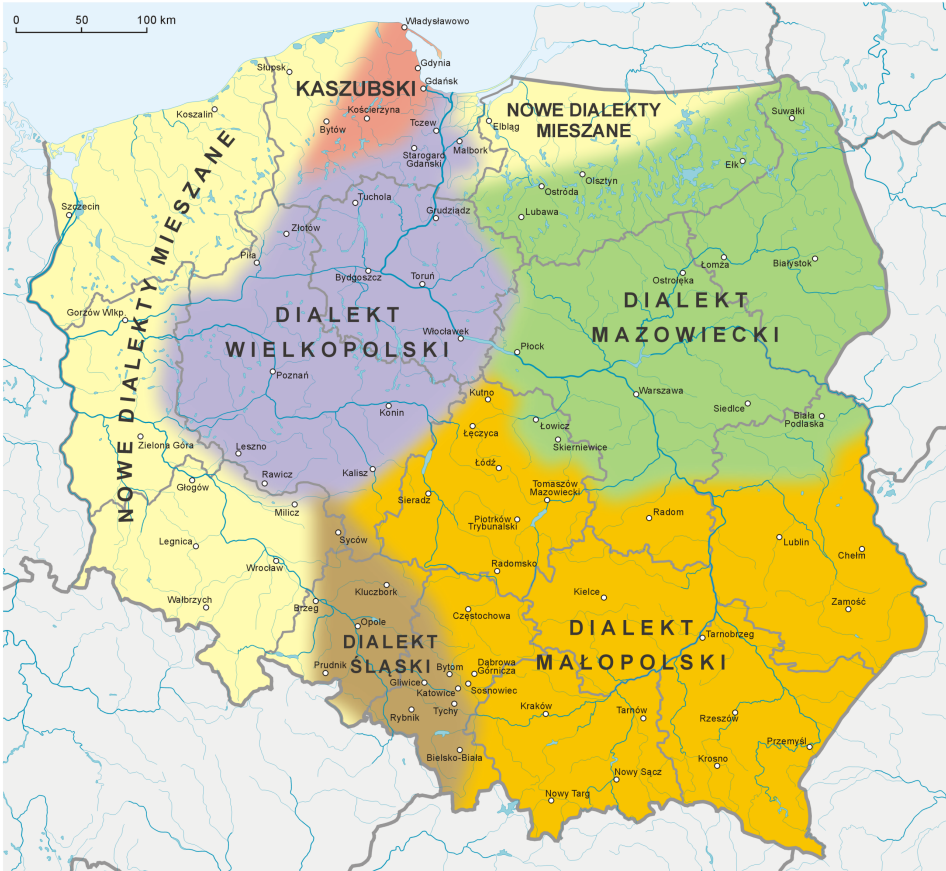 0 50 100 km
Władysławowo
Gdynia
Słupsk
Gdańsk
KASZUBSKI
Koszalin
Kościerzyna
Bytów
Tczew
Elbląg
NOWE DIALEKTY
MIESZANE
Suwałki
Malbork
Starogard
Gdański
Ełk
Olsztyn
Ostróda
Szczecin
NOWE DIALEKTY MIESZANE
Tuchola
Grudziądz
Lubawa
Złotów
Piła
Bydgoszcz
Toruń
Łomża
Ostrołęka
Białystok
Gorzów Wlkp.
DIALEKT
WIELKOPOLSKI
DIALEKT
MAZOWIECKI
Włocławek
Płock
Poznań
Warszawa
Kutno
Konin
Siedlce
Biała
Podlaska
Łęczyca
Łowicz
Skierniewice
Zielona Góra
Leszno
Łódź
Kalisz
Rawicz
Głogów
Sieradz
Tomaszów
Mazowiecki
Milicz
Piotrków
Trybunalski
Radom
Syców
Legnica
Lublin
Chełm
Wrocław
Radomsko
Kluczbork
Kielce
Wałbrzych
Brzeg
Częstochowa
Zamość
Opole
DIALEKT
ŚLĄSKI
DIALEKT
MAŁOPOLSKI
Tarnobrzeg
Prudnik
Bytom
Dąbrowa
Górnicza
Gliwice
Katowice
Sosnowiec
Tychy
Rybnik
Kraków
Tarnów
Rzeszów
Przemyśl
Bielsko-Biała
Krosno
Nowy Sącz
Nowy Targ